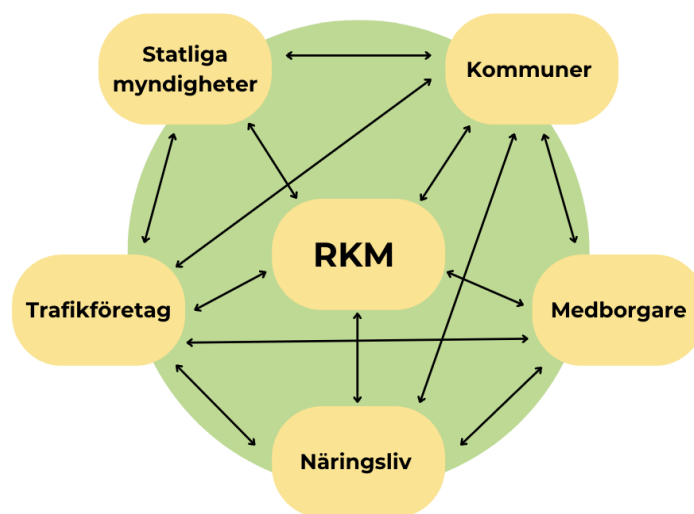 Statliga
myndigheter
Kommuner
RKM
Trafikföretag
Medborgare
Näringsliv